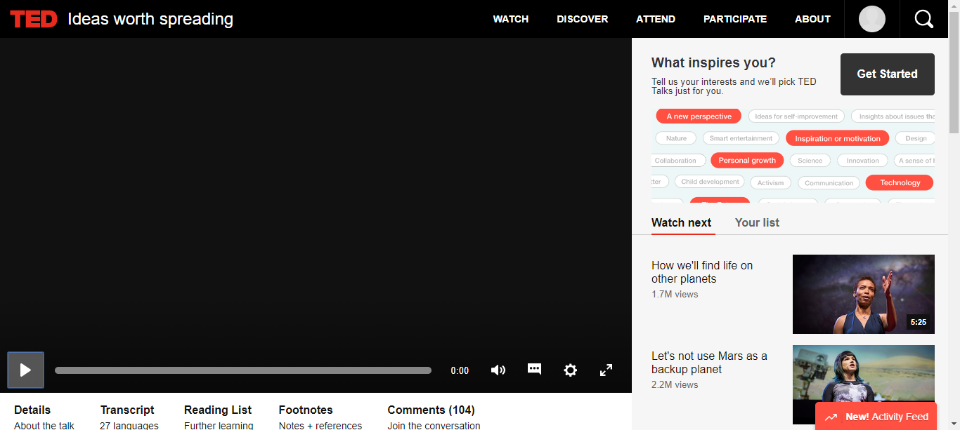 TED Ideas worth spreading
WATCH DISCOVER ATTEND PARTICIPATE ABOUT
What inspires you?
Get Started
Tell us your interests and we'll pick TED
Talks just for you.
A new perspective Ideas for self-improvement Insights about issues
Nature Smart entertainment Inspiration or motivation Design
Collaboration Personal growth Science Innovation A sense of
Child development Activism Communication Technology
Watch next Your list
How we'll find life on
other planets
1.7M views
5:25
Let's not use Mars as a
backup planet
2.2M views
0:00
Details Transcript Reading List Footnotes Comments (104)
About the talk 27 languages Further learning Notes + references Join the conversation
New! Activity Feed